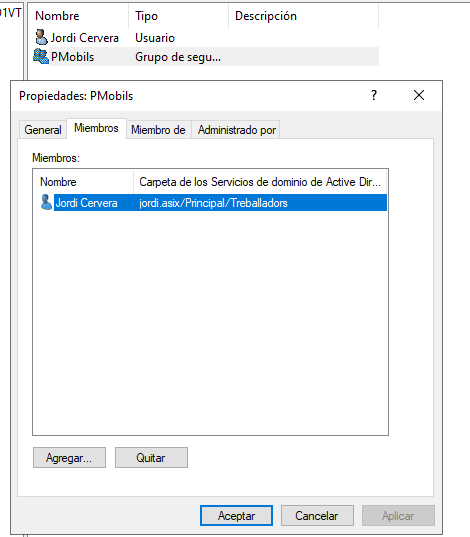 01VT
Nombre Tipo Descripción
Jordi Cervera Usuario
PMobils Grupo de segu...
Propiedades: PMobils ? ×
General Miembros Miembro de Administrado por
Miembros:
Nombre Carpeta de los Servicios de dominio de Active Dir...
Jordi Cervera jordi.asix/Principal/Treballadors
Agregar... Quitar
Aceptar Cancelar Aplicar